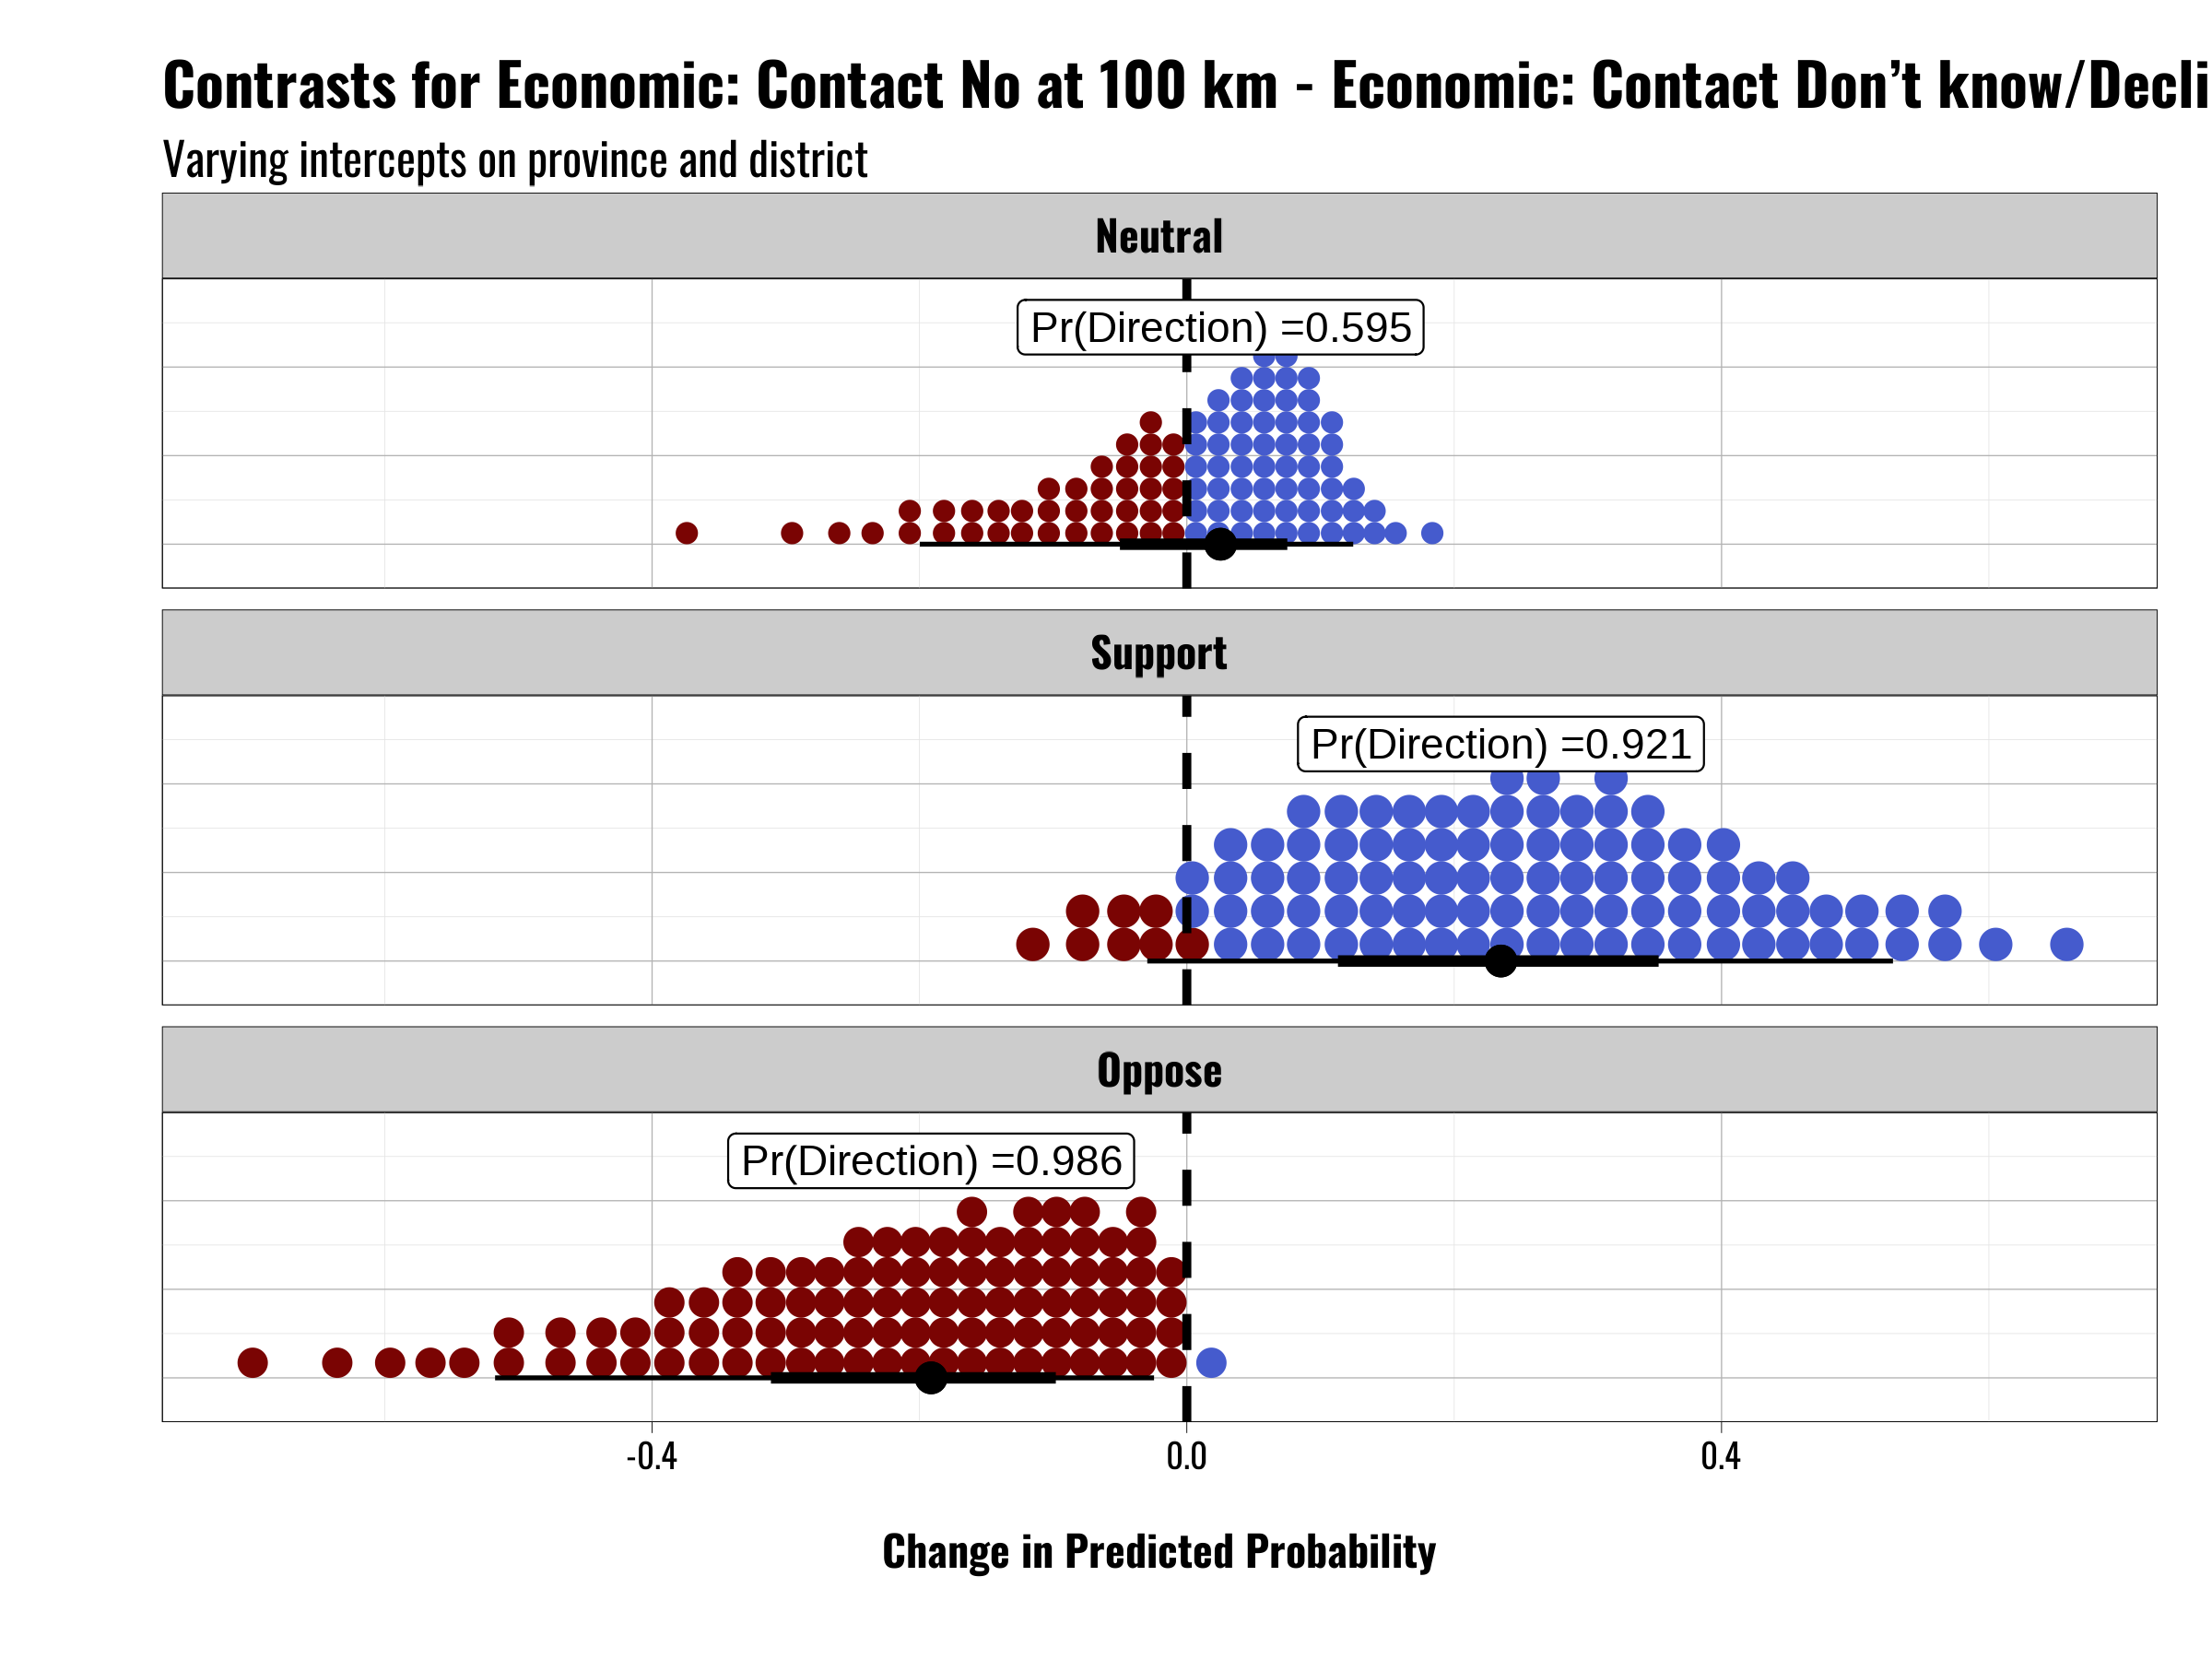 Contrasts for Economic: Contact No at 100 km - Economic: Contact Don’t know/Decli
Varying intercepts on province and district
Neutral
Pr(Direction) =0.595
Support
Pr(Direction) =0.921
Oppose
Pr(Direction) =0.986
-0.4 0.0 0.4
Change in Predicted Probability